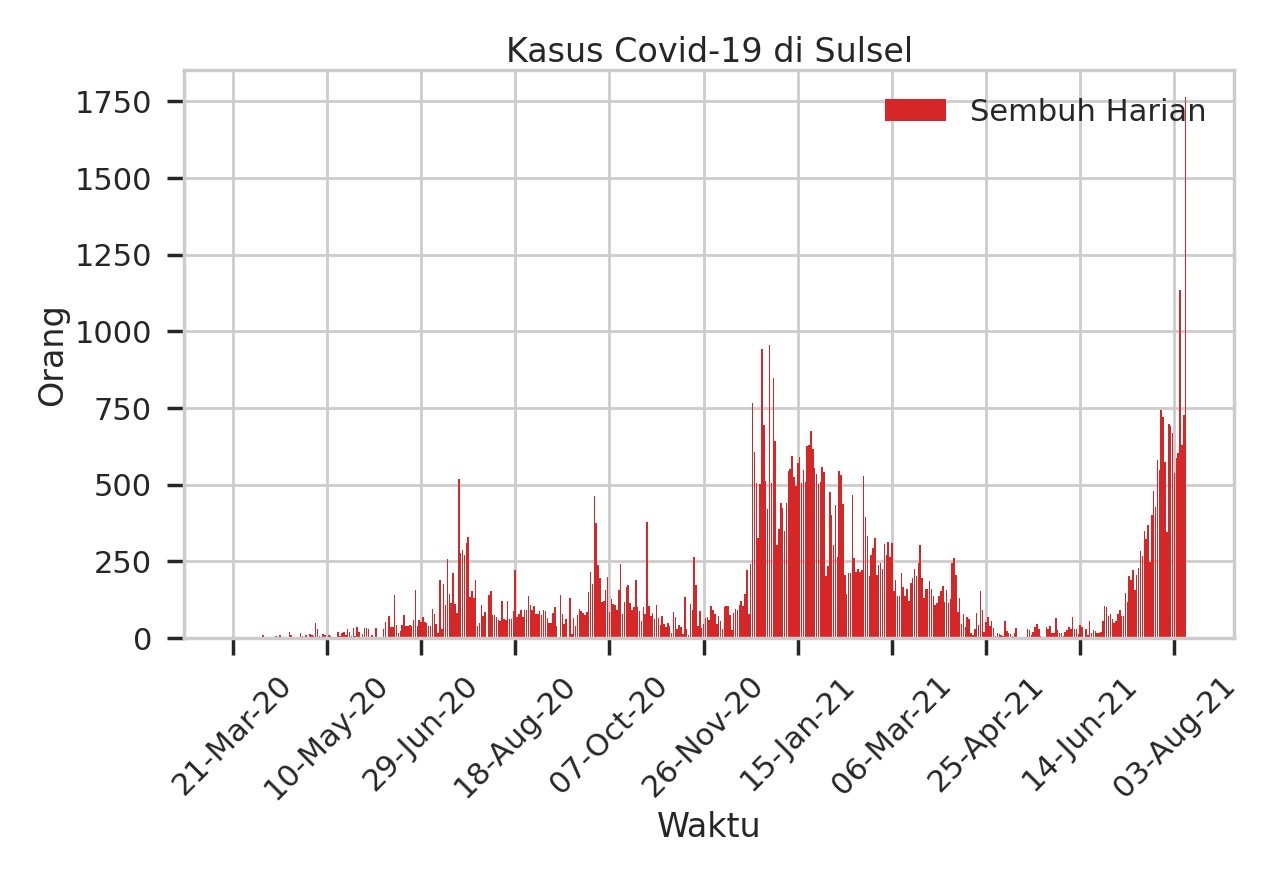 Kasus Covid-19 di Sulsel
Sembuh Harian
1750
1500
1250
1000
750
500
250
0
Orang
21-Mar-20
10-May-20
29-Jun-20
18-Aug-20
07-Oct-20
26-Nov-20
15-Jan-21
06-Mar-21
25-Apr-21
14-Jun-21
03-Aug-21
Waktu